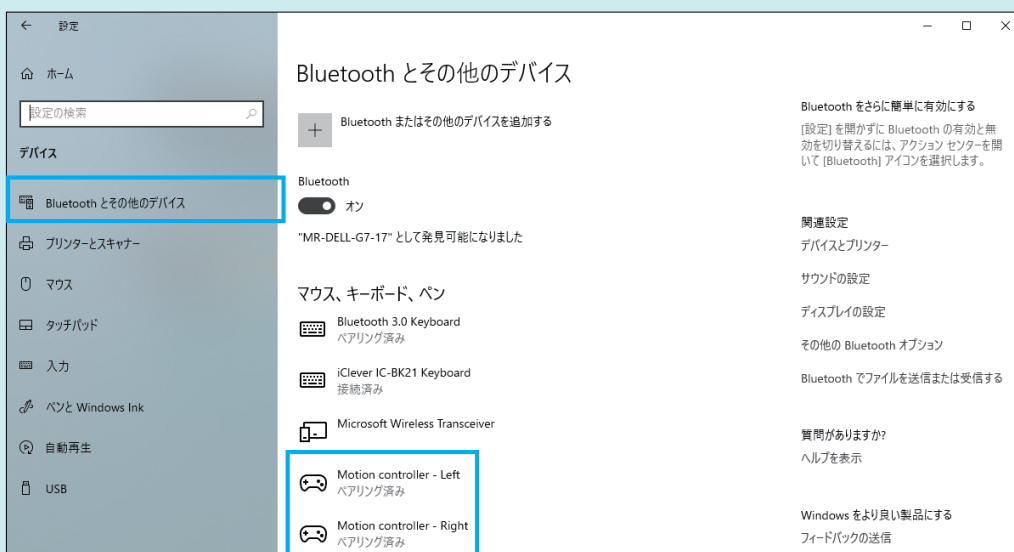 設定
ホーム
設定の検索
デバイス
Bluetooth とその他のデバイス
プリンターとスキャナー
マウス
タッチパッド
入力
ペンと Windows Ink
自動再生
USB
Bluetooth とその他のデバイス
Bluetooth またはその他のデバイスを追加する
Bluetooth
オン
"MR-DELL-G7-17" として発見可能になりました
マウス、キーボード、ペン
Bluetooth 3.0 Keyboard
ペアリング済み
iClever IC-BK21 Keyboard
接続済み
Microsoft Wireless Transceiver
Motion controller - Left
ペアリング済み
Motion controller - Right
ペアリング済み
Bluetooth をさらに簡単に有効にする
[設定] を開かずに Bluetooth の有効と無
効を切り替えるには、アクション センターを開
いて [Bluetooth] アイコンを選択します。
関連設定
デバイスとプリンター
サウンドの設定
ディスプレイの設定
その他の Bluetooth オプション
Bluetooth でファイルを送信または受信する
質問がありますか?
ヘルプを表示
Windows をより良い製品にする
フィードバックの送信